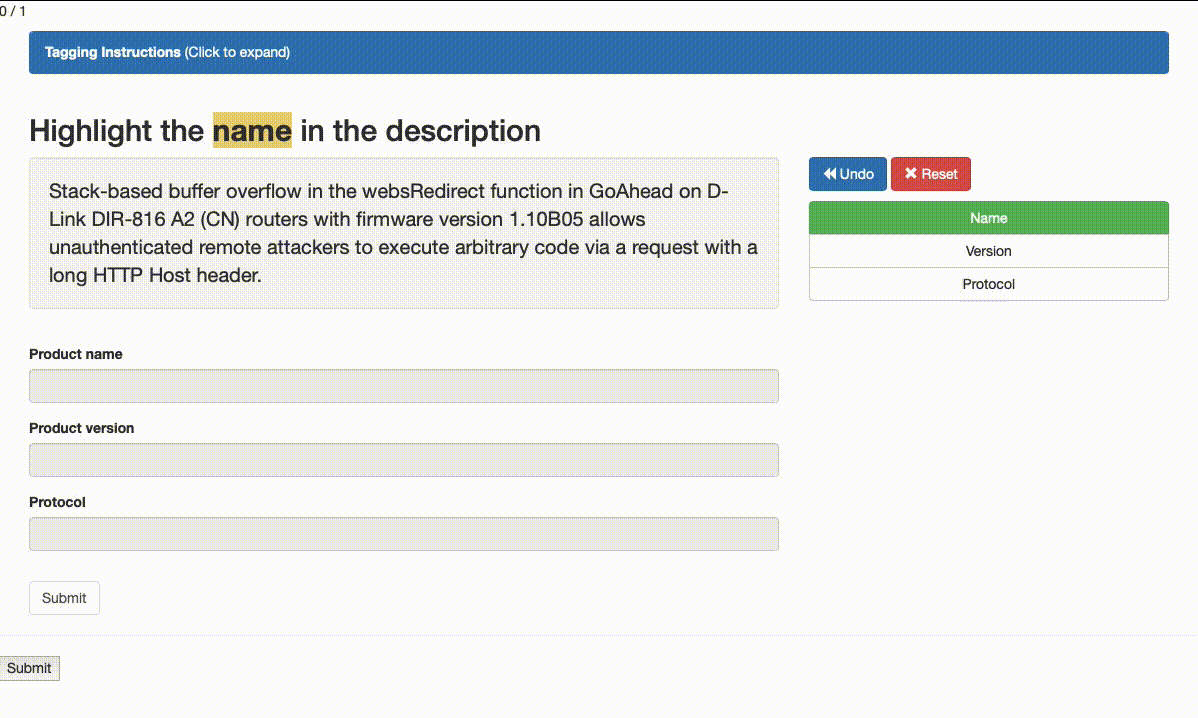 0 / 1
Tagging Instructions (Click to expand)
Highlight the name in the description
Stack-based buffer overflow in the websRedirect function in GoAhead on D-
Link DIR-816 A2 (CN) routers with firmware version 1.10B05 allows
unauthenticated remote attackers to execute arbitrary code via a request with a
long HTTP Host header.
Undo Reset
Name
Version
Protocol
Product name
Product version
Protocol
Submit
Submit